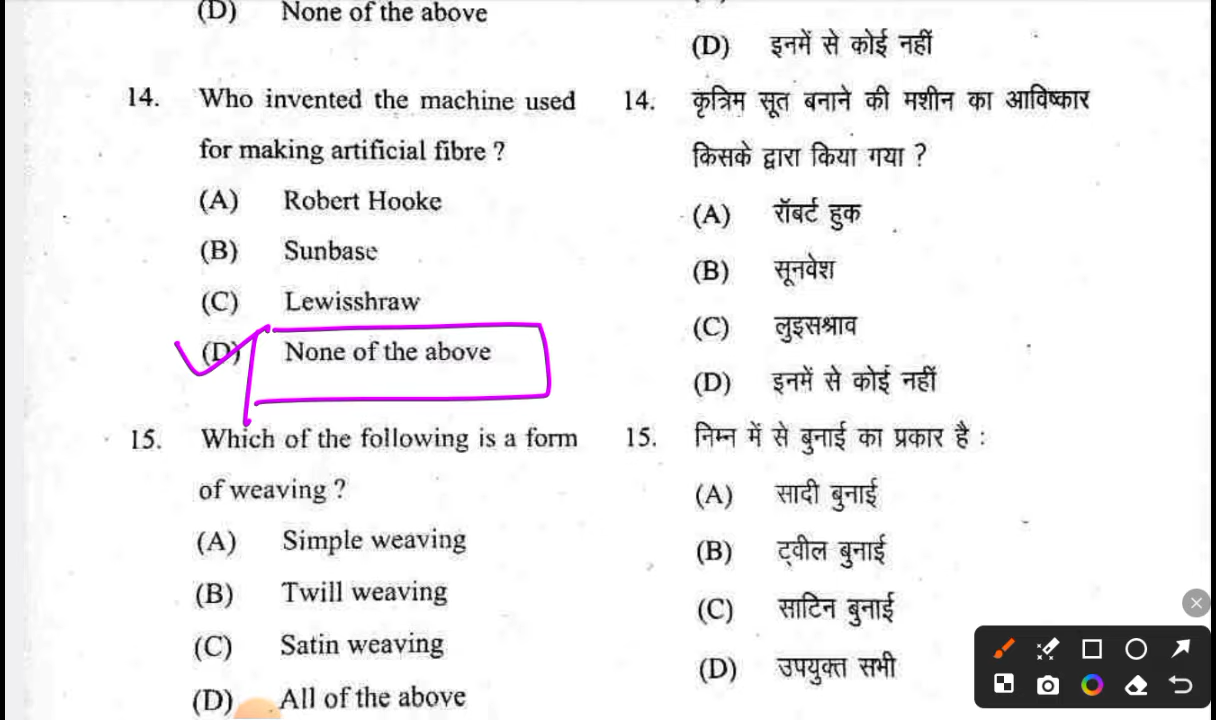 (D) None of the above
14. Who invented the machine used
for making artificial fibre ?
(A) Robert Hooke
(B) Sunbase
(C) Lewisshraw
(D) None of the above
15. Which of the following is a form
of weaving ?
(A) Simple weaving
(B) Twill weaving
(C) Satin weaving
(D) All of the above
(D) इनमें से कोई नहीं
14. कृत्रिम सूत बनाने की मशीन का आविष्कार
किसके द्वारा किया गया ?
(A) रॉबर्ट हुक
(B) सूनवेश
(C) लुइसश्राव
(D) इनमें से कोई नहीं
15. निम्न में से बुनाई का प्रकार है :
(A) सादी बुनाई
(B) ट्वील बुनाई
(C) साटिन बुनाई
(D) उपयुक्त सभी